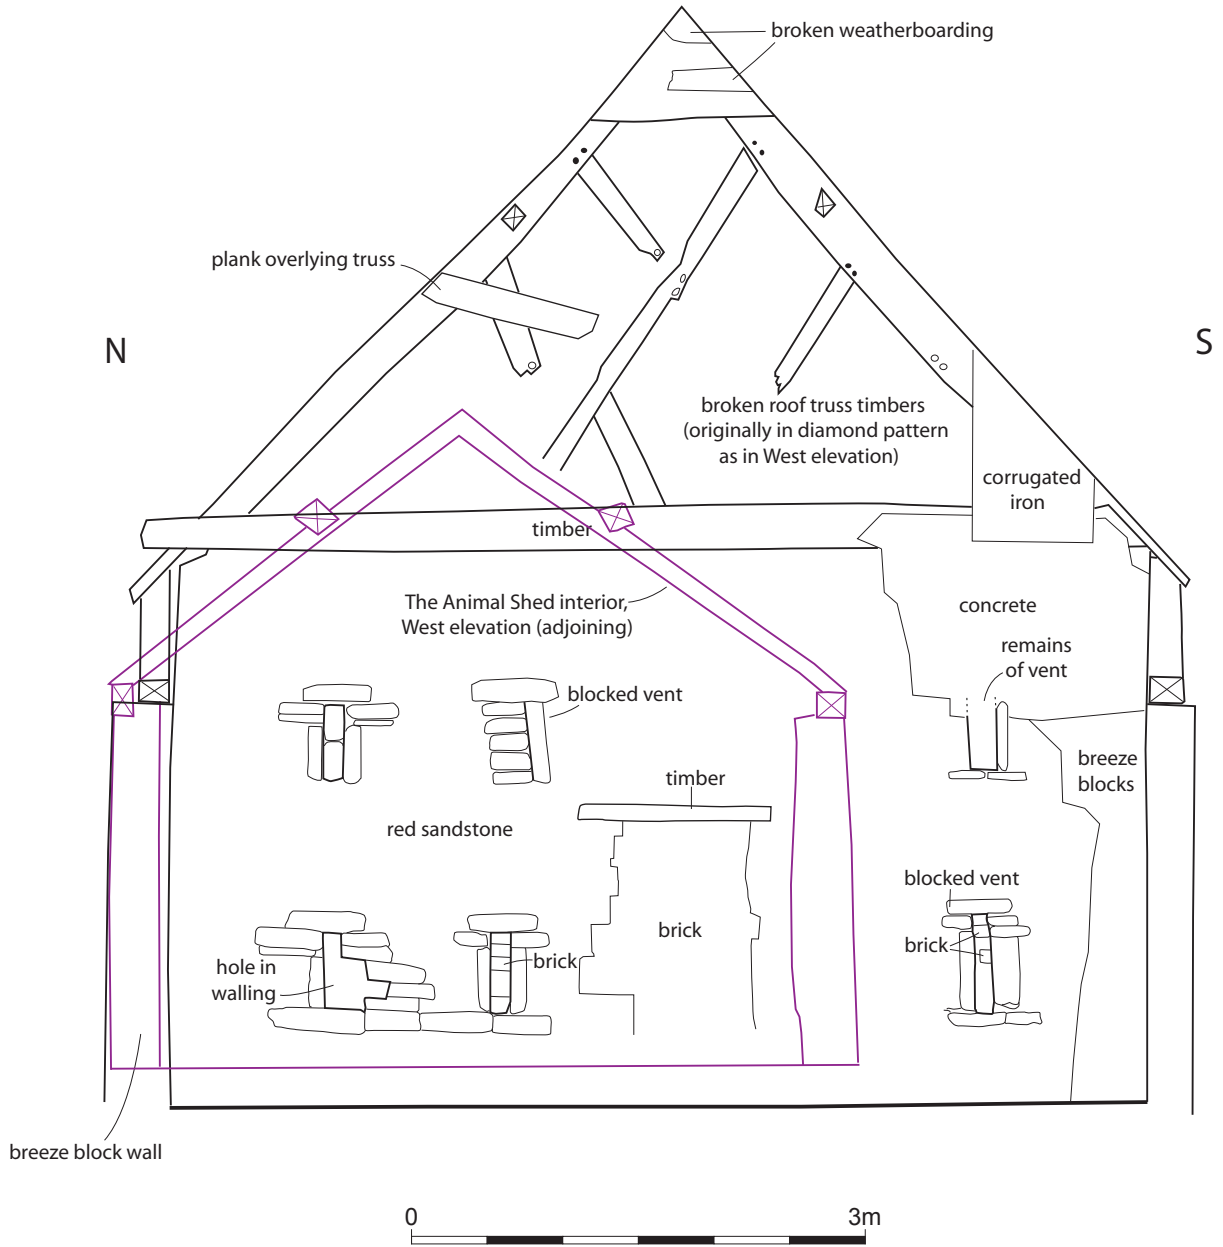 broken weatherboarding
plank overlying truss
N
S
broken roof truss timbers
(originally in diamond pattern
as in West elevation)
corrugated
iron
timber
The Animal Shed interior,
West elevation (adjoining)
concrete
remains
of vent
blocked vent
breeze
blocks
timber
red sandstone
blocked vent
brick
brick
hole in
walling
brick
breeze block wall
0
3m